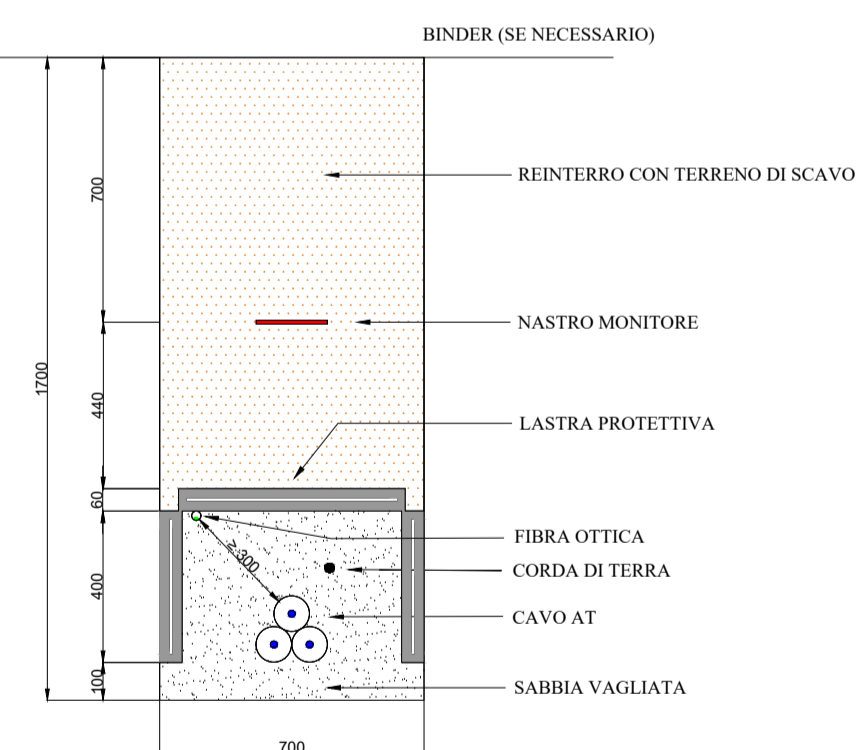 BINDER (SE NECESSARIO)
REINTERRO CON TERRENO DI SCAVO
700
NASTRO MONITORE
1700
440
LASTRA PROTETTIVA
60
FIBRA OTTICA
≥ 300
CORDA DI TERRA
400
CAVO AT
100
SABBIA VAGLIATA
700